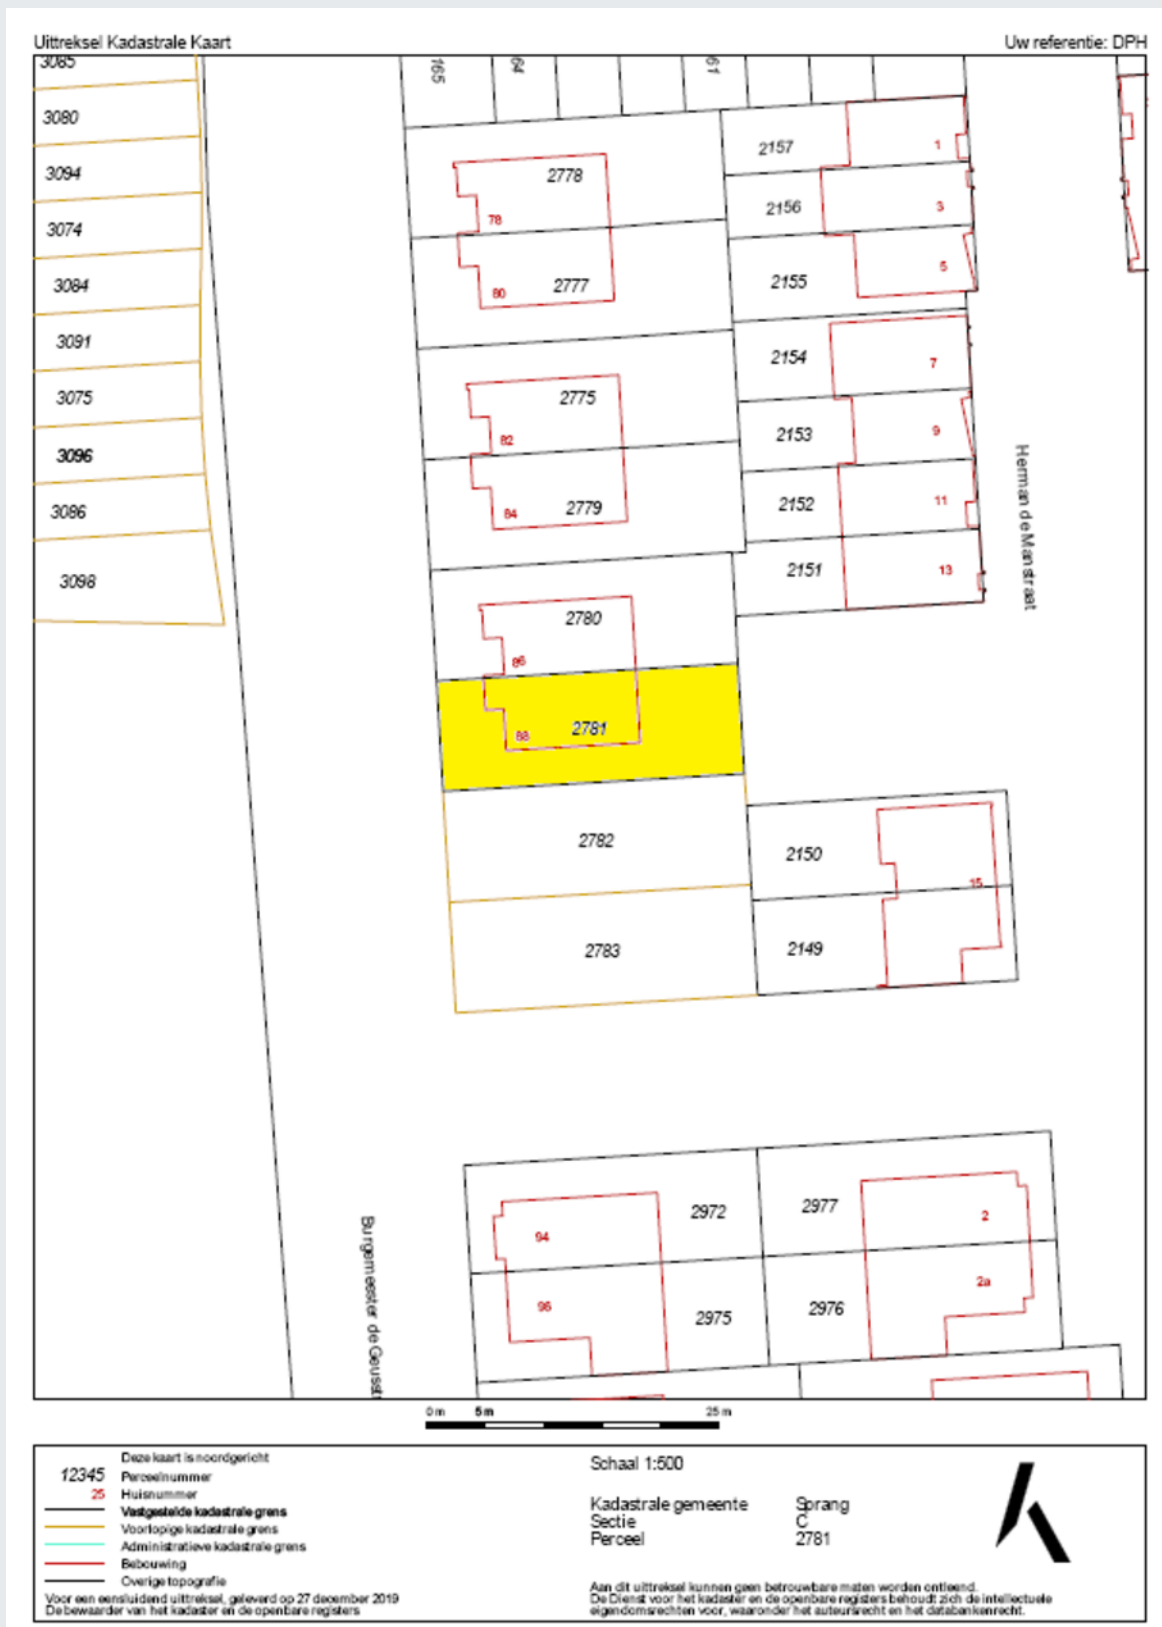 Uittreksel Kadastrale Kaart
Uw referentie: DPH
3085
3080
3094
3074
3084
3091
3075
3096
3086
3098
165
64
61
2778
78
80
2777
2775
82
84
2779
2780
86
88
2781
2782
2783
2157
1
2156
3
2155
5
2154
7
2153
9
2152
11
2151
13
Herman de Manstraat
2150
15
2149
2972
2977
94
2
96
2975
2976
2a
Burgemeester de Geusstr
0 m
5 m
25 m
Deze kaart is noordgericht
12345 Perceelnummer
25 Huisnummer
Vastgestelde kadastrale grens
Voorlopige kadastrale grens
Administratieve kadastrale grens
Bebouwing
Overige topografie
Voor een eensluidend uittreksel, geleverd op 27 december 2019
De bewaarder van het kadaster en de openbare registers
Schaal 1:500
Kadastrale gemeente Sprang
Sectie C
Perceel 2781
Aan dit uittreksel kunnen geen betrouwbare maten worden ontleend.
De Dienst voor het kadaster en de openbare registers behoudt zich de intellectuele
eigendomsrechten voor, waaronder het auteursrecht en het databankenrecht.